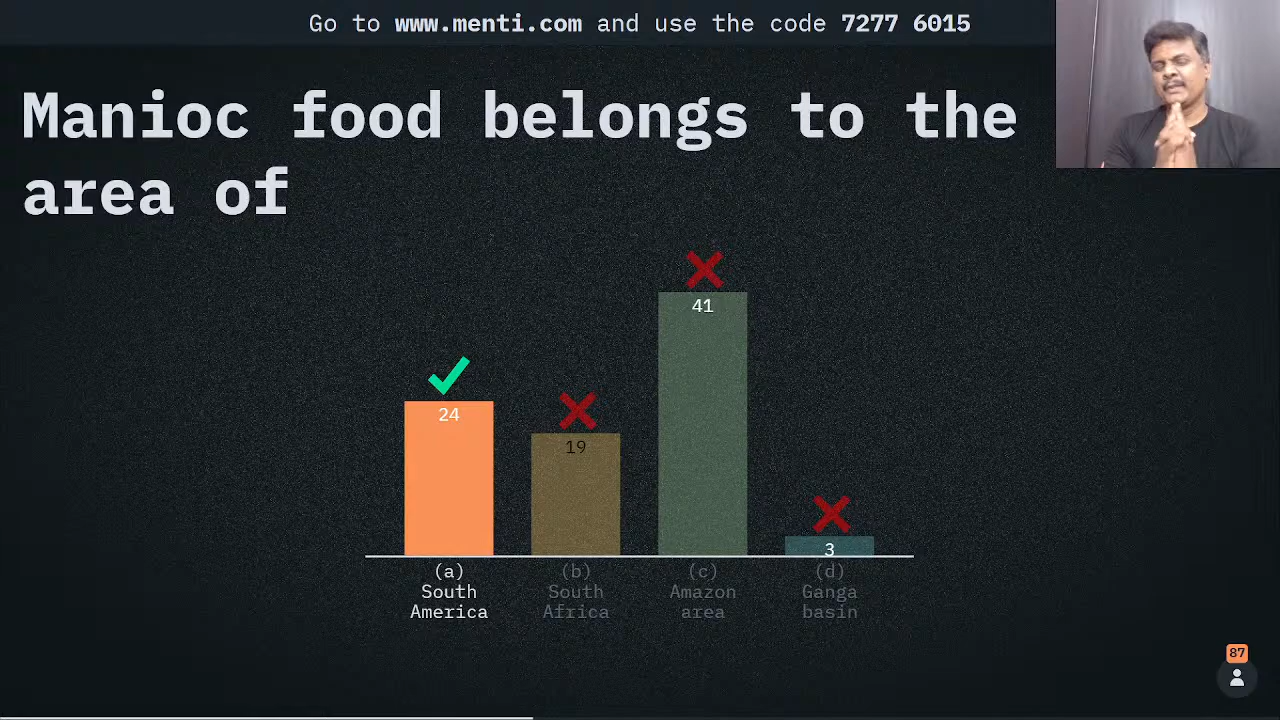 Go to www.menti.com and use the code 7277 6015
Manioc food belongs to the
area of
24
19
41
3
(a)
South
America
(b)
South
Africa
(c)
Amazon
area
(d)
Ganga
basin
87